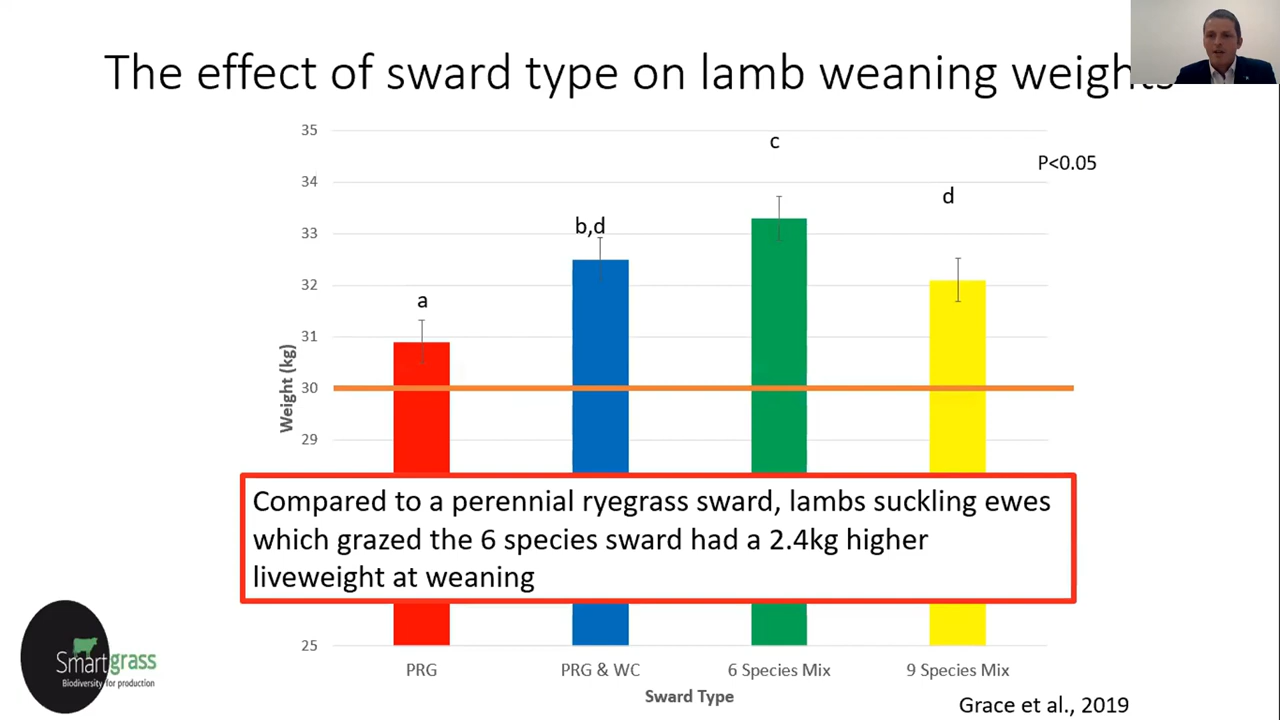 The effect of sward type on lamb weaning weights
35
34
33
32
31
30
29
25
Weight (kg)
a
b,d
c
d
P<0.05
Compared to a perennial ryegrass sward, lambs suckling ewes
which grazed the 6 species sward had a 2.4kg higher
liveweight at weaning
PRG
PRG & WC
6 Species Mix
9 Species Mix
Sward Type
Smartgrass
Biodiversity for production
Grace et al., 2019